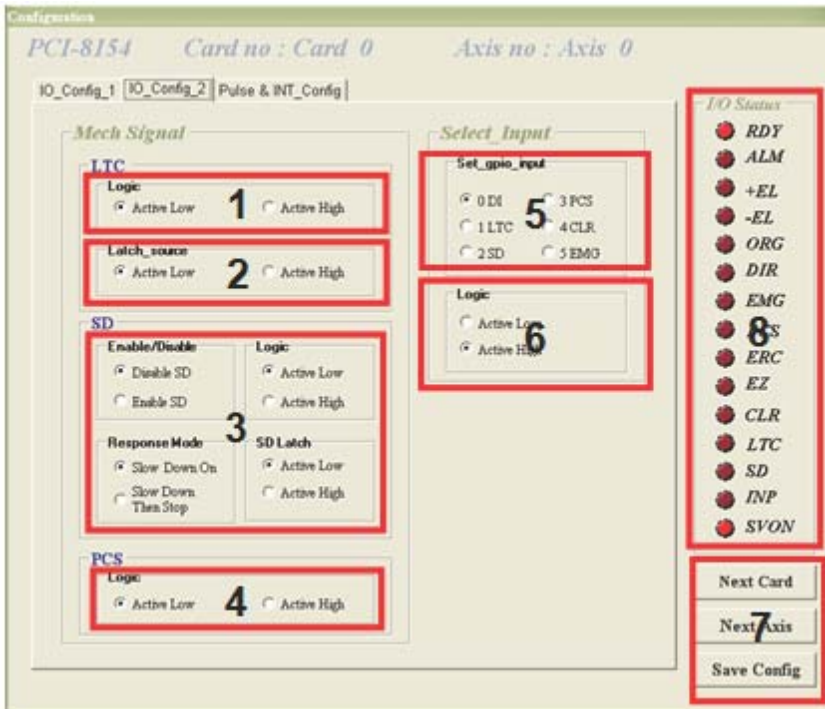 Configuration
PCI-8154 Card no : Card 0 Axis no : Axis 0
IO_Config_1 IO_Config_2 Pulse & INT_Config
Mech Signal
LTC
Logic
Active Low 1 Active High
Latch_source
Active Low 2 Active High
SD
Enable/Disable
Disable SD
Enable SD
Logic
Active Low
Active High
3
Response Mode
Slow Down On
Slow Down
Then Stop
SD Latch
Active Low
Active High
PCS
Logic
Active Low 4 Active High
Select_Input
Set_gpio_input
0 DI 3 PCS
1 LTC 4 CLR
2 SD 5 EMG
5
Logic
Active Low
Active High
6
I/O Status
RDY
ALM
+EL
-EL
ORG
DIR
EMG
8
ERC
EZ
CLR
LTC
SD
INP
SVON
Next Card
Next Axis
7
Save Config